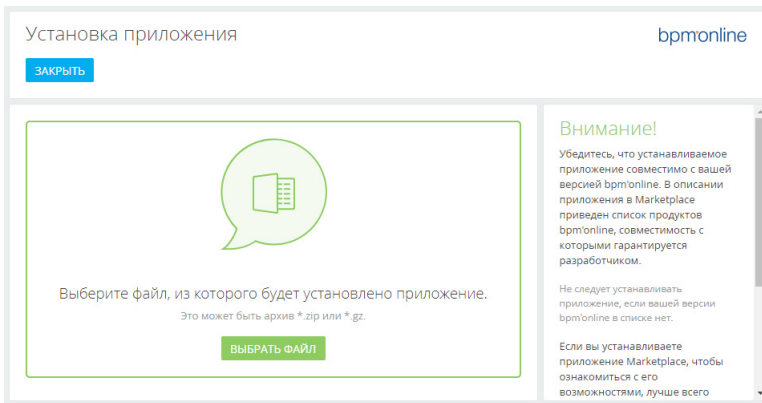 Установка приложения
bpm'online
ЗАКРЫТЬ
Выберите файл, из которого будет установлено приложение.
Это может быть архив *.zip или *.gz.
ВЫБРАТЬ ФАЙЛ
Внимание!
Убедитесь, что устанавливаемое
приложение совместимо с вашей
версией bpm'online. В описании
приложения в Marketplace
приведен список продуктов
bpm'online, совместимость с
которыми гарантируется
разработчиком.
Не следует устанавливать
приложение, если вашей версии
bpm'online в списке нет.
Если вы устанавливаете
приложение Marketplace, чтобы
ознакомиться с его
возможностями, лучше всего